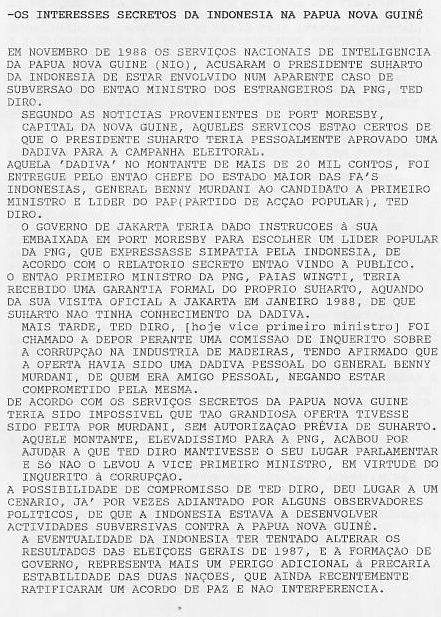 -OS INTERESSES SECRETOS DA INDONESIA NA PAPUA NOVA GUINÉ
EM NOVEMBRO DE 1988 OS SERVIÇOS NACIONAIS DE INTELIGENCIA
DA PAPUA NOVA GUINE (NIO), ACUSARAM O PRESIDENTE SUHARTO
DA INDONESIA DE ESTAR ENVOLVIDO NUM APARENTE CASO DE
SUBVERSAO DO ENTAO MINISTRO DOS ESTRANGEIROS DA PNG, TED
DIRO.
SEGUNDO AS NOTICIAS PROVENIENTES DE PORT MORESBY,
CAPITAL DA NOVA GUINE, AQUELES SERVICOS ESTAO CERTOS DE
QUE O PRESIDENTE SUHARTO TERIA PESSOALMENTE APROVADO UMA
DADIVA PARA A CAMPANHA ELEITORAL.
AQUELA 'DADIVA' NO MONTANTE DE MAIS DE 20 MIL CONTOS, FOI
ENTREGUE PELO ENTAO CHEFE DO ESTADO MAIOR DAS FA'S
INDONESIAS, GENERAL BENNY MURDANI AO CANDIDATO A PRIMEIRO
MINISTRO E LIDER DO PAP(PARTIDO DE ACÇAO POPULAR), TED
DIRO.
O GOVERNO DE JAKARTA TERIA DADO INSTRUCOES à SUA
EMBAIXADA EM PORT MORESBY PARA ESCOLHER UM LIDER POPULAR
DA PNG, QUE EXPRESSASSE SIMPATIA PELA INDONESIA, DE
ACORDO COM O RELATORIO SECRETO ENTAO VINDO A PUBLICO.
O ENTAO PRIMEIRO MINISTRO DA PNG, PAIAS WINGTI, TERIA
RECEBIDO UMA GARANTIA FORMAL DO PROPRIO SUHARTO, AQUANDO
DA SUA VISITA OFICIAL A JAKARTA EM JANEIRO 1988, DE QUE
SUHARTO NAO TINHA CONHECIMENTO DA DADIVA.
MAIS TARDE, TED DIRO, [hoje vice primeiro ministro] FOI
CHAMADO A DEPOR PERANTE UMA COMISSAO DE INQUERITO SOBRE
A CORRUPÇAO NA INDUSTRIA DE MADEIRAS, TENDO AFIRMADO QUE
A OFERTA HAVIA SIDO UMA DADIVA PESSOAL DO GENERAL BENNY
MURDANI, DE QUEM ERA AMIGO PESSOAL, NEGANDO ESTAR
COMPROMETIDO PELA MESMA.
DE ACORDO COM OS SERVIÇOS SECRETOS DA PAPUA NOVA GUINE
TERIA SIDO IMPOSSIVEL QUE TAO GRANDIOSA OFERTA TIVESSE
SIDO FEITA POR MURDANI, SEM AUTORIZAÇAO PRÉVIA DE SUHARTO.
AQUELE MONTANTE, ELEVADISSIMO PARA A PNG, ACABOU POR
AJUDAR A QUE TED DIRO MANTIVESSE O SEU LUGAR PARLAMENTAR
E Só NAO O LEVOU A VICE PRIMEIRO MINISTRO, EM VIRTUDE DO
INQUERITO à CORRUPÇAO.
A POSSIBILIDADE DE COMPROMISSO DE TED DIRO, DEU LUGAR A UM
CENARIO, JA' POR VEZES ADIANTADO POR ALGUNS OBSERVADORES
POLITICOS, DE QUE A INDONESIA ESTAVA A DESENVOLVER
ACTIVIDADES SUBVERSIVAS CONTRA A PAPUA NOVA GUINÉ.
A EVENTUALIDADE DA INDONESIA TER TENTADO ALTERAR OS
RESULTADOS DAS ELEIÇOES GERAIS DE 1987, E A FORMAÇAO DE
GOVERNO, REPRESENTA MAIS UM PERIGO ADICIONAL à PRECARIA
ESTABILIDADE DAS DUAS NAÇOES, QUE AINDA RECENTEMENTE
RATIFICARAM UM ACORDO DE PAZ E NAO INTERFERENCIA.